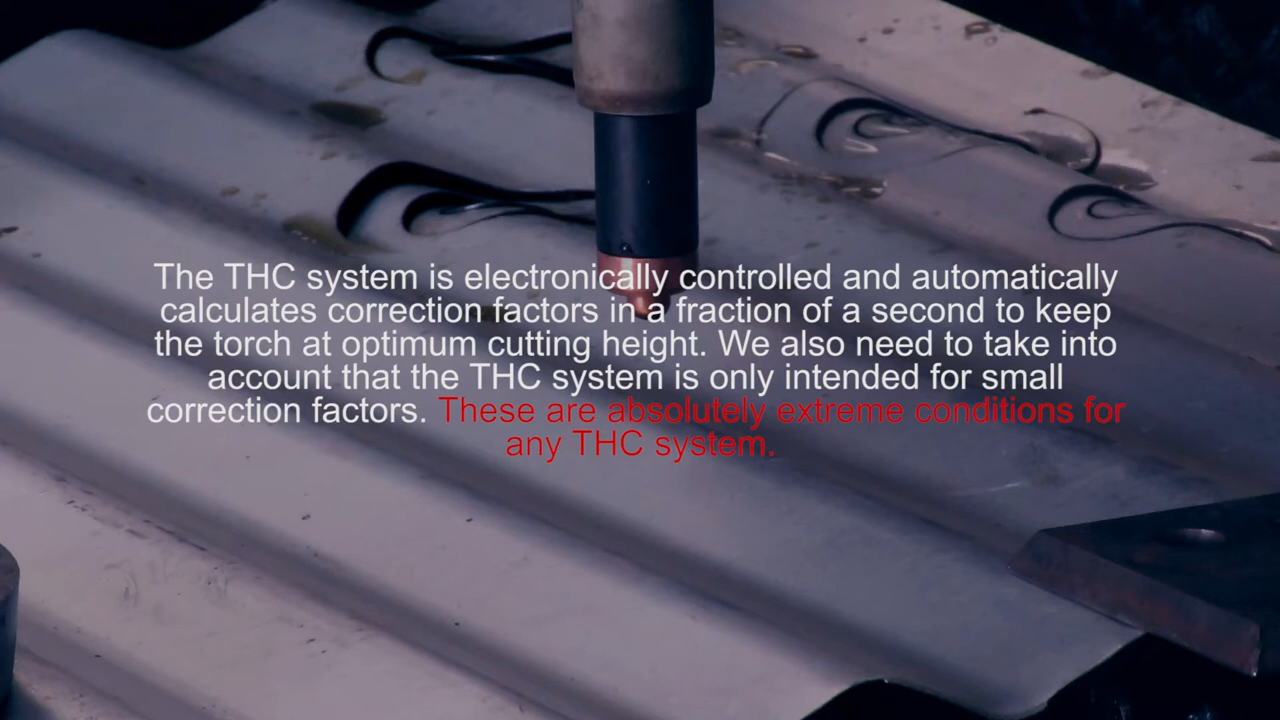 The THC system is electronically controlled and automatically
calculates correction factors in a fraction of a second to keep
the torch at optimum cutting height. We also need to take into
account that the THC system is only intended for small
correction factors. These are absolutely extreme conditions for
any THC system.